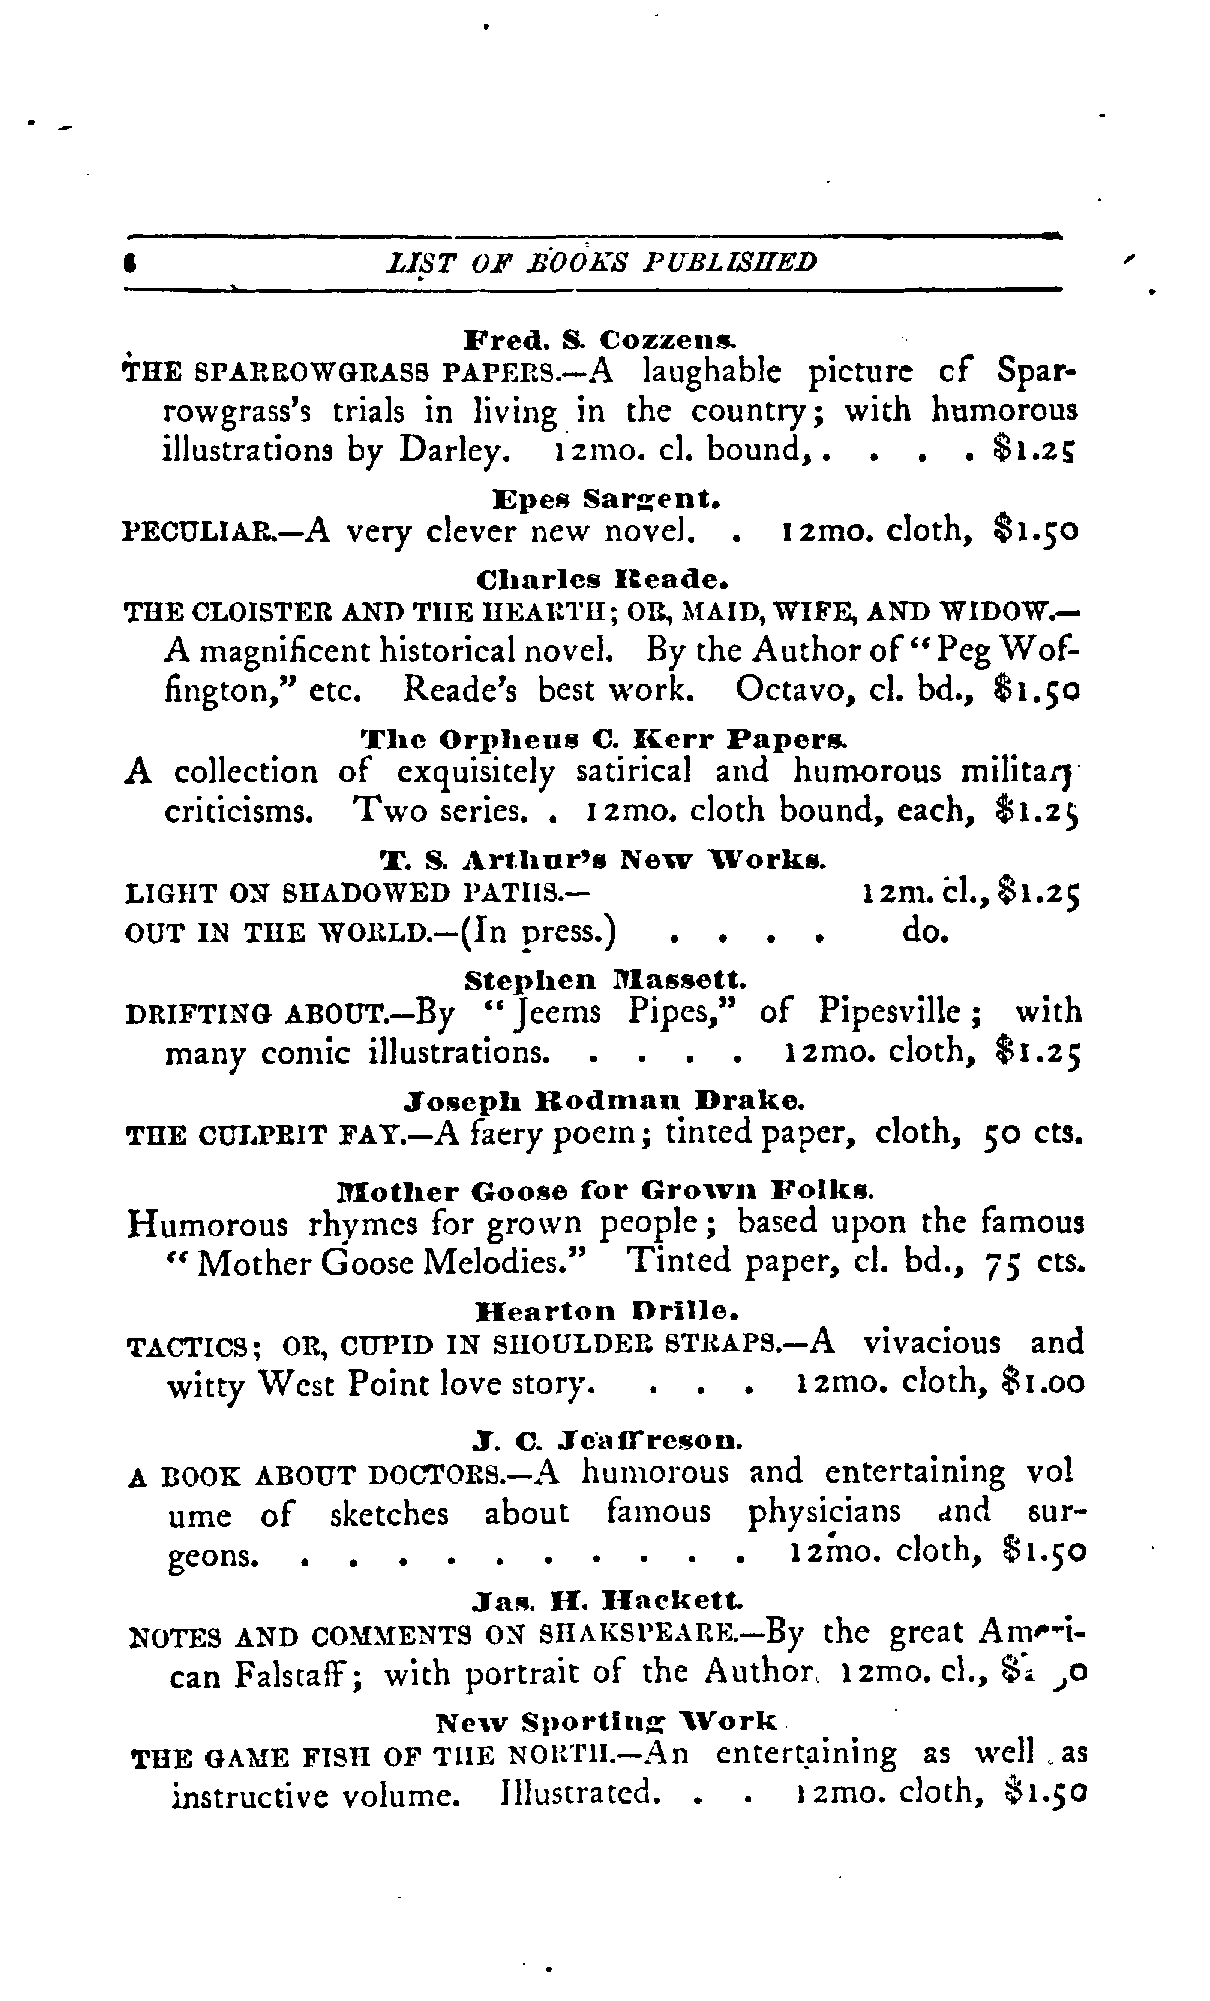 6 LIST OF BOOKS PUBLISHED
Fred. S. Cozzens.
THE SPARROWGRASS PAPERS.—A laughable picture of Spar-
rowgrass's trials in living in the country; with humorous
illustrations by Darley. 12mo. cl. bound, . . . . $1.25
Epes Sargent.
PECULIAR.—A very clever new novel. . 12mo. cloth, $1.50
Charles Reade.
THE CLOISTER AND THE HEARTH; OR, MAID, WIFE, AND WIDOW.—
A magnificent historical novel. By the Author of "Peg Wof-
fington," etc. Reade's best work. Octavo, cl. bd., $1.50
The Orpheus C. Kerr Papers.
A collection of exquisitely satirical and humorous military
criticisms. Two series. . 12mo. cloth bound, each, $1.25
T. S. Arthur's New Works.
LIGHT ON SHADOWED PATHS.— 12m. cl., $1.25
OUT IN THE WORLD.—(In press.) . . . . do.
Stephen Massett.
DRIFTING ABOUT.—By "Jeems Pipes," of Pipesville; with
many comic illustrations. . . . . 12mo. cloth, $1.25
Joseph Rodman Drake.
THE CULPRIT FAY.—A faery poem; tinted paper, cloth, 50 cts.
Mother Goose for Grown Folks.
Humorous rhymes for grown people; based upon the famous
"Mother Goose Melodies." Tinted paper, cl. bd., 75 cts.
Hearton Drille.
TACTICS; OR, CUPID IN SHOULDER STRAPS.—A vivacious and
witty West Point love story. . . . 12mo. cloth, $1.00
J. C. Jeaffreson.
A BOOK ABOUT DOCTORS.—A humorous and entertaining vol
ume of sketches about famous physicians and sur-
geons. . . . . . . . . . . 12mo. cloth, $1.50
Jas. H. Hackett.
NOTES AND COMMENTS ON SHAKSPEARE.—By the great Ameri-
can Falstaff; with portrait of the Author. 12mo. cl.,
New Sporting Work
THE GAME FISH OF THE NORTH.—An entertaining as well as
instructive volume. Illustrated. . . 12mo. cloth, $1.50